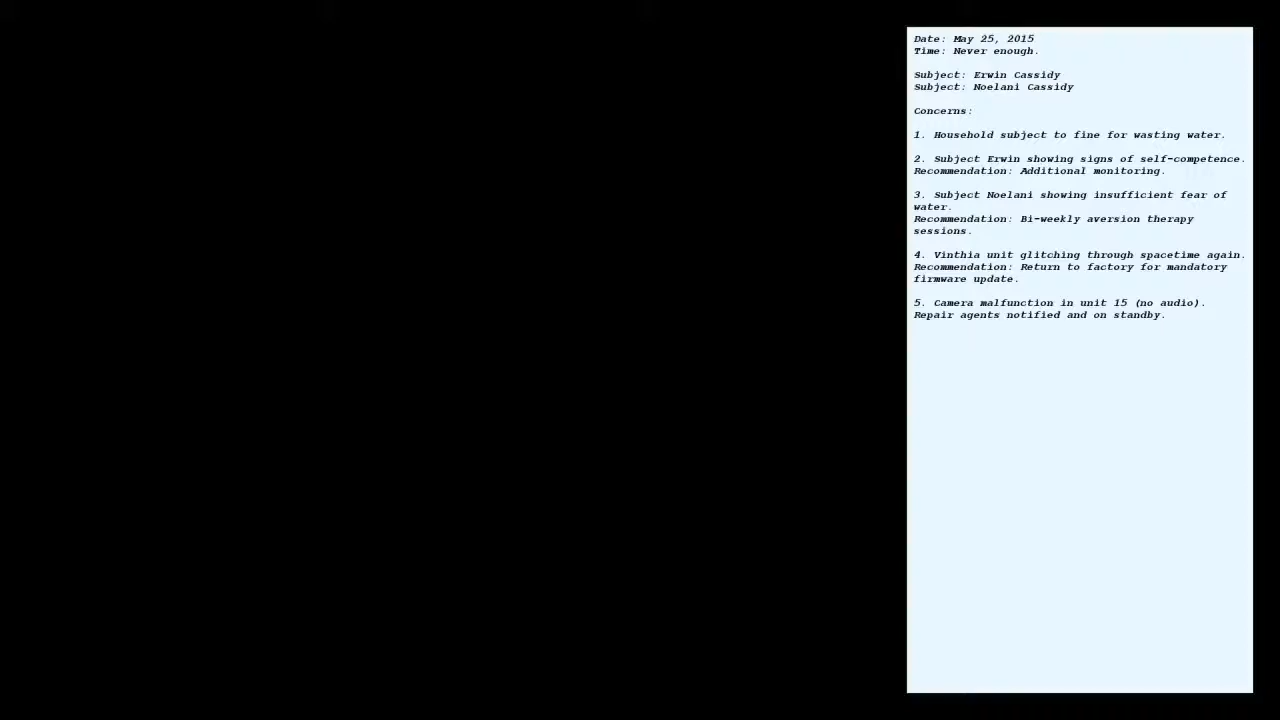 Date: May 25, 2015
Time: Never enough.
Subject: Erwin Cassidy
Subject: Noelani Cassidy
Concerns:
1. Household subject to fine for wasting water.
2. Subject Erwin showing signs of self-competence.
Recommendation: Additional monitoring.
3. Subject Noelani showing insufficient fear of
water.
Recommendation: Bi-weekly aversion therapy
sessions.
4. Vinthia unit glitching through spacetime again.
Recommendation: Return to factory for mandatory
firmware update.
5. Camera malfunction in unit 15 (no audio).
Repair agents notified and on standby.